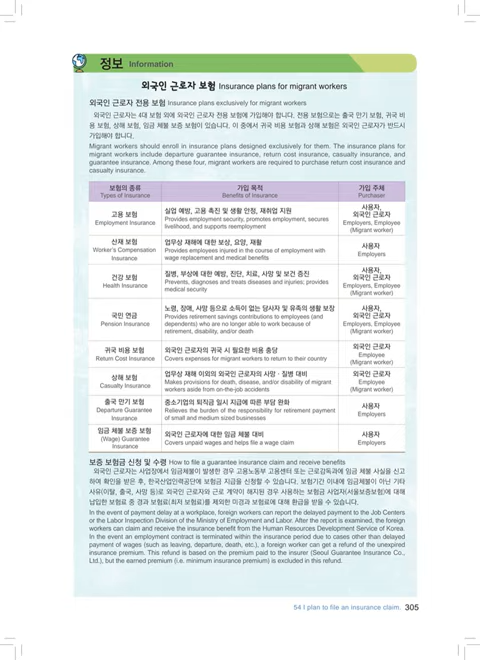 정보 Information
외국인 근로자 보험 Insurance plans for migrant workers
외국인 근로자 전용 보험 Insurance plans exclusively for migrant workers
외국인 근로자는 4대 보험 외에 외국인 근로자 전용 보험에 가입해야 합니다. 전용 보험으로는 출국 만기 보험, 귀국 비
용 보험, 상해 보험, 임금 체불 보증 보험이 있습니다. 이 중에서 귀국 비용 보험과 상해 보험은 외국인 근로자가 반드시
가입해야 합니다.
Migrant workers should enroll in insurance plans designed exclusively for them. The insurance plans for
migrant workers include departure guarantee insurance, return cost insurance, casualty insurance, and
guarantee insurance. Among these four, migrant workers are required to purchase return cost insurance and
casualty insurance.
보험의 종류 가입 목적 가입 주체
Types of insurance Benefits of insurance Purchaser
고용 보험
Employment Insurance
실업 예방, 고용 촉진 및 생활 안정, 재취업 지원
Provides employment security, promotes employment, secures
livelihood, and supports reemployment
사용자,
외국인 근로자
Employers, Employee
(Migrant worker)
산재 보험
Worker's Compensation
Insurance
업무상 재해에 대한 보상, 요양, 재활
Provides employees injured in the course of employment with
wage replacement and medical benefits
사용자
Employers
건강 보험
Health Insurance
질병, 부상에 대한 예방, 진단, 치료, 사망 및 보건 증진
Prevents, diagnoses and treats diseases and injuries; provides
medical security
사용자,
외국인 근로자
Employers, Employee
(Migrant worker)
국민 연금
Pension Insurance
노령, 장애, 사망 등으로 소득이 없는 당사자 및 유족의 생활 보장
Provides retirement savings contributions to employees (and
dependents) who are no longer able to work because of
retirement, disability, and/or death
사용자,
외국인 근로자
Employers, Employee
(Migrant worker)
귀국 비용 보험
Return Cost Insurance
외국인 근로자의 귀국 시 필요한 비용 충당
Covers expenses for migrant workers to return to their country
외국인 근로자
Employee
(Migrant worker)
상해 보험
Casualty Insurance
업무상 재해 이외의 외국인 근로자의 사망 · 질병 대비
Makes provisions for death, disease, and/or disability of migrant
workers aside from on-the-job accidents
외국인 근로자
Employee
(Migrant worker)
출국 만기 보험
Departure Guarantee
Insurance
중소기업의 퇴직금 일시 지급에 따른 부담 완화
Relieves the burden of the responsibility for retirement payment
of small and medium sized businesses
사용자
Employers
임금 체불 보증 보험
(Wage) Guarantee
Insurance
외국인 근로자에 대한 임금 체불 대비
Covers unpaid wages and helps file a wage claim
사용자
Employers
보증 보험금 신청 및 수령 How to file a guarantee insurance claim and receive benefits
외국인 근로자는 사업장에서 임금체불이 발생한 경우 고용노동부 고용센터 또는 근로감독과에 임금 체불 사실을 신고
하여 확인을 받은 후, 한국산업인력공단에 보험금 지급을 신청할 수 있습니다. 보험기간 이내에 임금체불이 아닌 기타
사유(이탈, 출국, 사망 등)로 외국인 근로자와 근로 계약이 해지된 경우 사용하는 보험금 사업자(서울보증보험)에 대해
납입한 보험료 중 경과 보험료(최저 보험료)를 제외한 미경과 보험료에 대해 환급을 받을 수 있습니다.
In the event of payment delay at a workplace, foreign workers can report the delayed payment to the Job Centers
or the Labor Inspection Division of the Ministry of Employment and Labor. After the report is examined, the foreign
workers can claim and receive the insurance benefit from the Human Resources Development Service of Korea.
In the event an employment contract is terminated within the insurance period due to cases other than delayed
payment of wages (such as leaving, departure, death, etc.), a foreign worker can get a refund of the unexpired
insurance premium. This refund is based on the premium paid to the insurer (Seoul Guarantee Insurance Co.,
Ltd.), but the earned premium (i.e. minimum insurance premium) is excluded in this refund.
54 I plan to file an insurance claim. 305